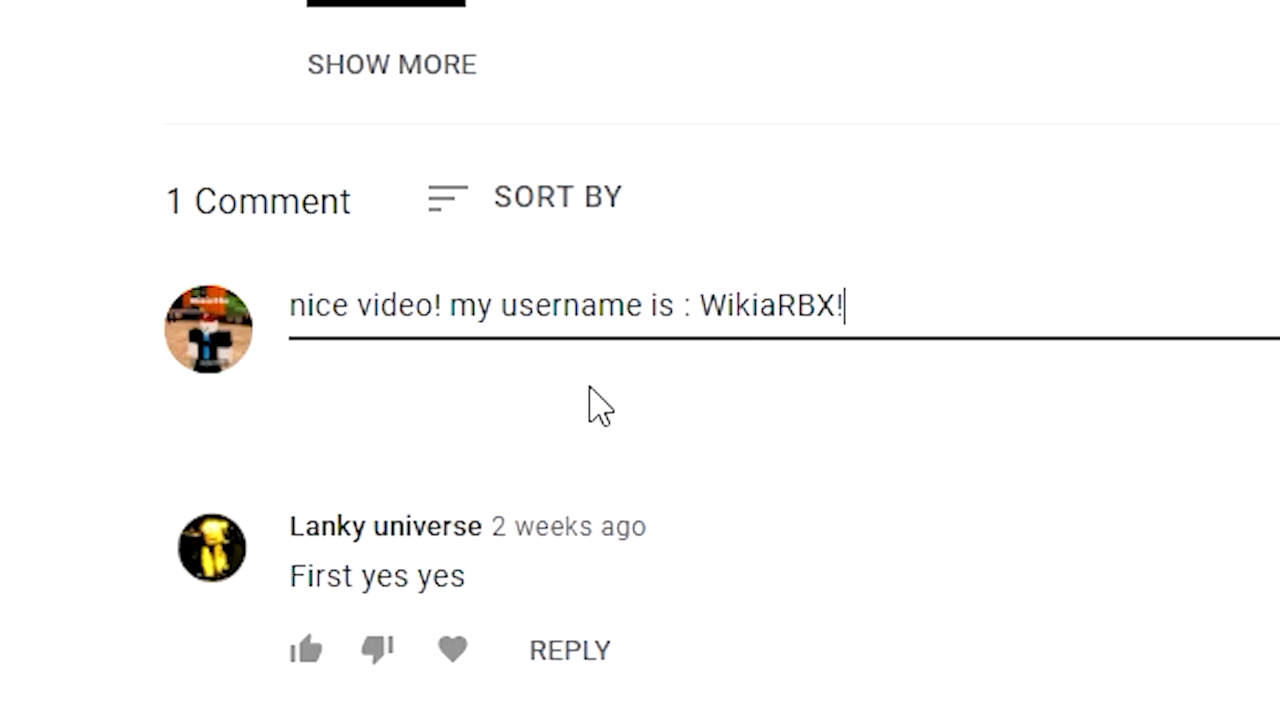 SHOW MORE
1 Comment
SORT BY
nice video! my username is : WikiaRBX!
Lanky universe 2 weeks ago
First yes yes
REPLY